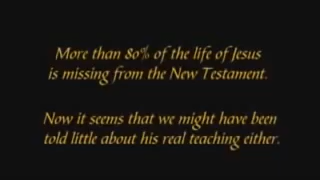 More than 80% of the life of Jesus
is missing from the New Testament.
Now it seems that we might have been
told little about his real teaching either.